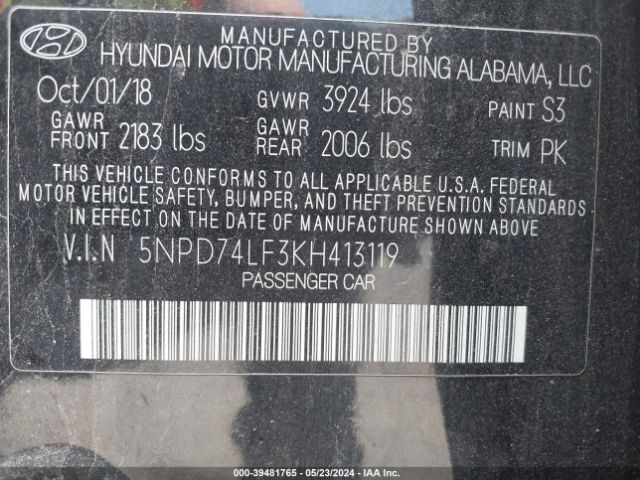 MANUFACTURED BY
HYUNDAI MOTOR MANUFACTURING ALABAMA, LLC
Oct/01/18 GVWR 3924 lbs PAINT S3
GAWR FRONT 2183 lbs GAWR REAR 2006 lbs TRIM PK
THIS VEHICLE CONFORMS TO ALL APPLICABLE U.S.A. FEDERAL
MOTOR VEHICLE SAFETY, BUMPER, AND THEFT PREVENTION STANDARDS
IN EFFECT ON THE DATE OF MANUFACTURE SHOWN ABOVE.
V.I.N 5NPD74LF3KH413119
PASSENGER CAR
000-39481765 - 05/23/2024 - IAA Inc.